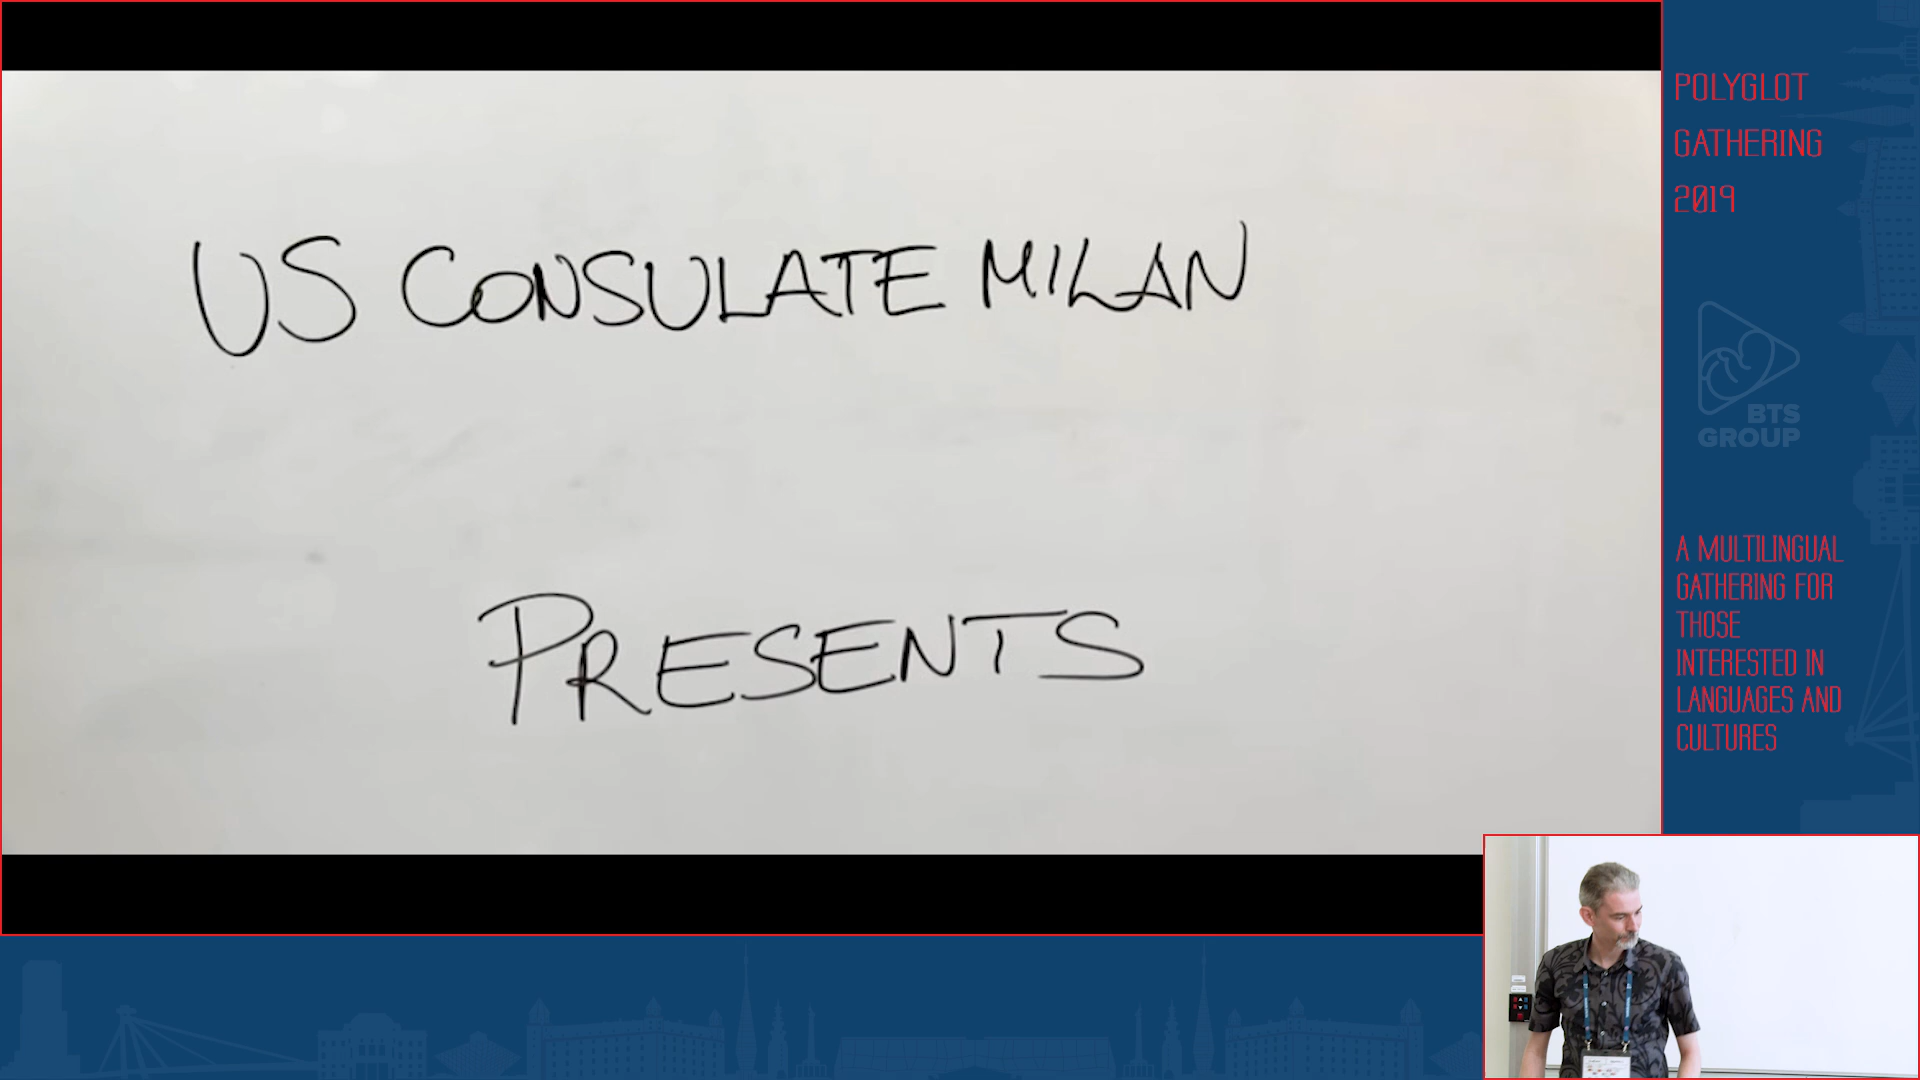 US CONSULATE MILAN
PRESENTS
POLYGLOT
GATHERING
2019
BTS
GROUP
A MULTILINGUAL
GATHERING FOR
THOSE
INTERESTED IN
LANGUAGES AND
CULTURES